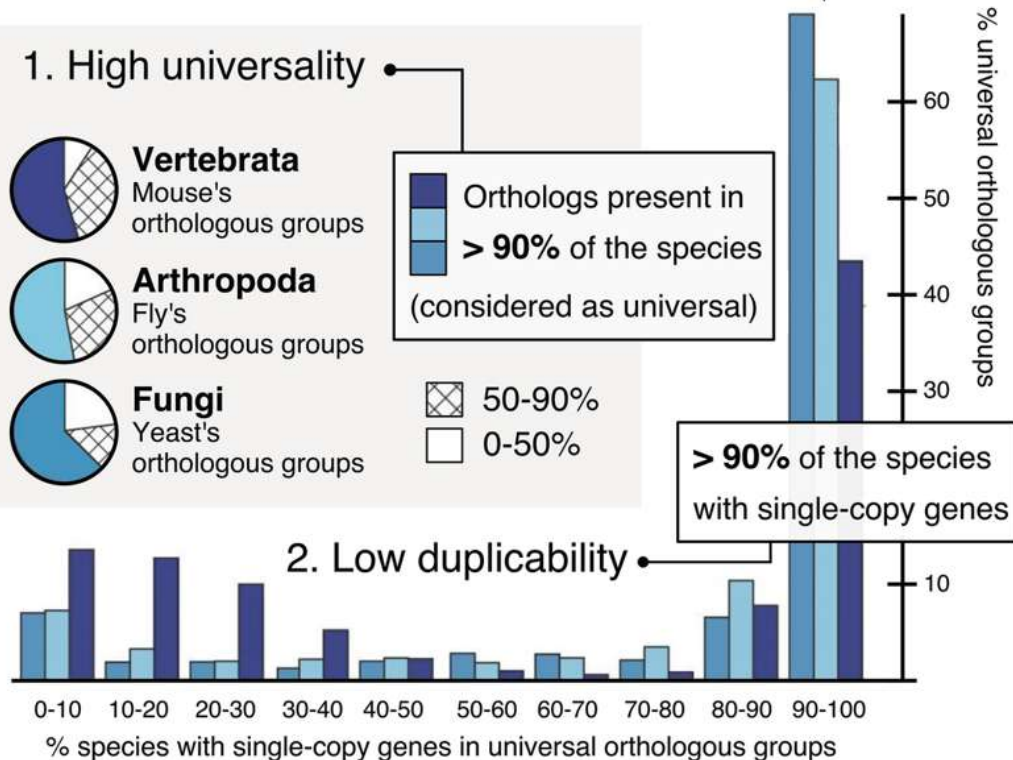 1. High universality
Vertebrata
Mouse's
orthologous groups
Arthropoda
Fly's
orthologous groups
Fungi
Yeast's
orthologous groups
50-90%
0-50%
Orthologs present in
> 90% of the species
(considered as universal)
% universal orthologous groups
60
50
40
30
10
> 90% of the species
with single-copy genes
2. Low duplicability
0-10 10-20 20-30 30-40 40-50 50-60 60-70 70-80 80-90 90-100
% species with single-copy genes in universal orthologous groups